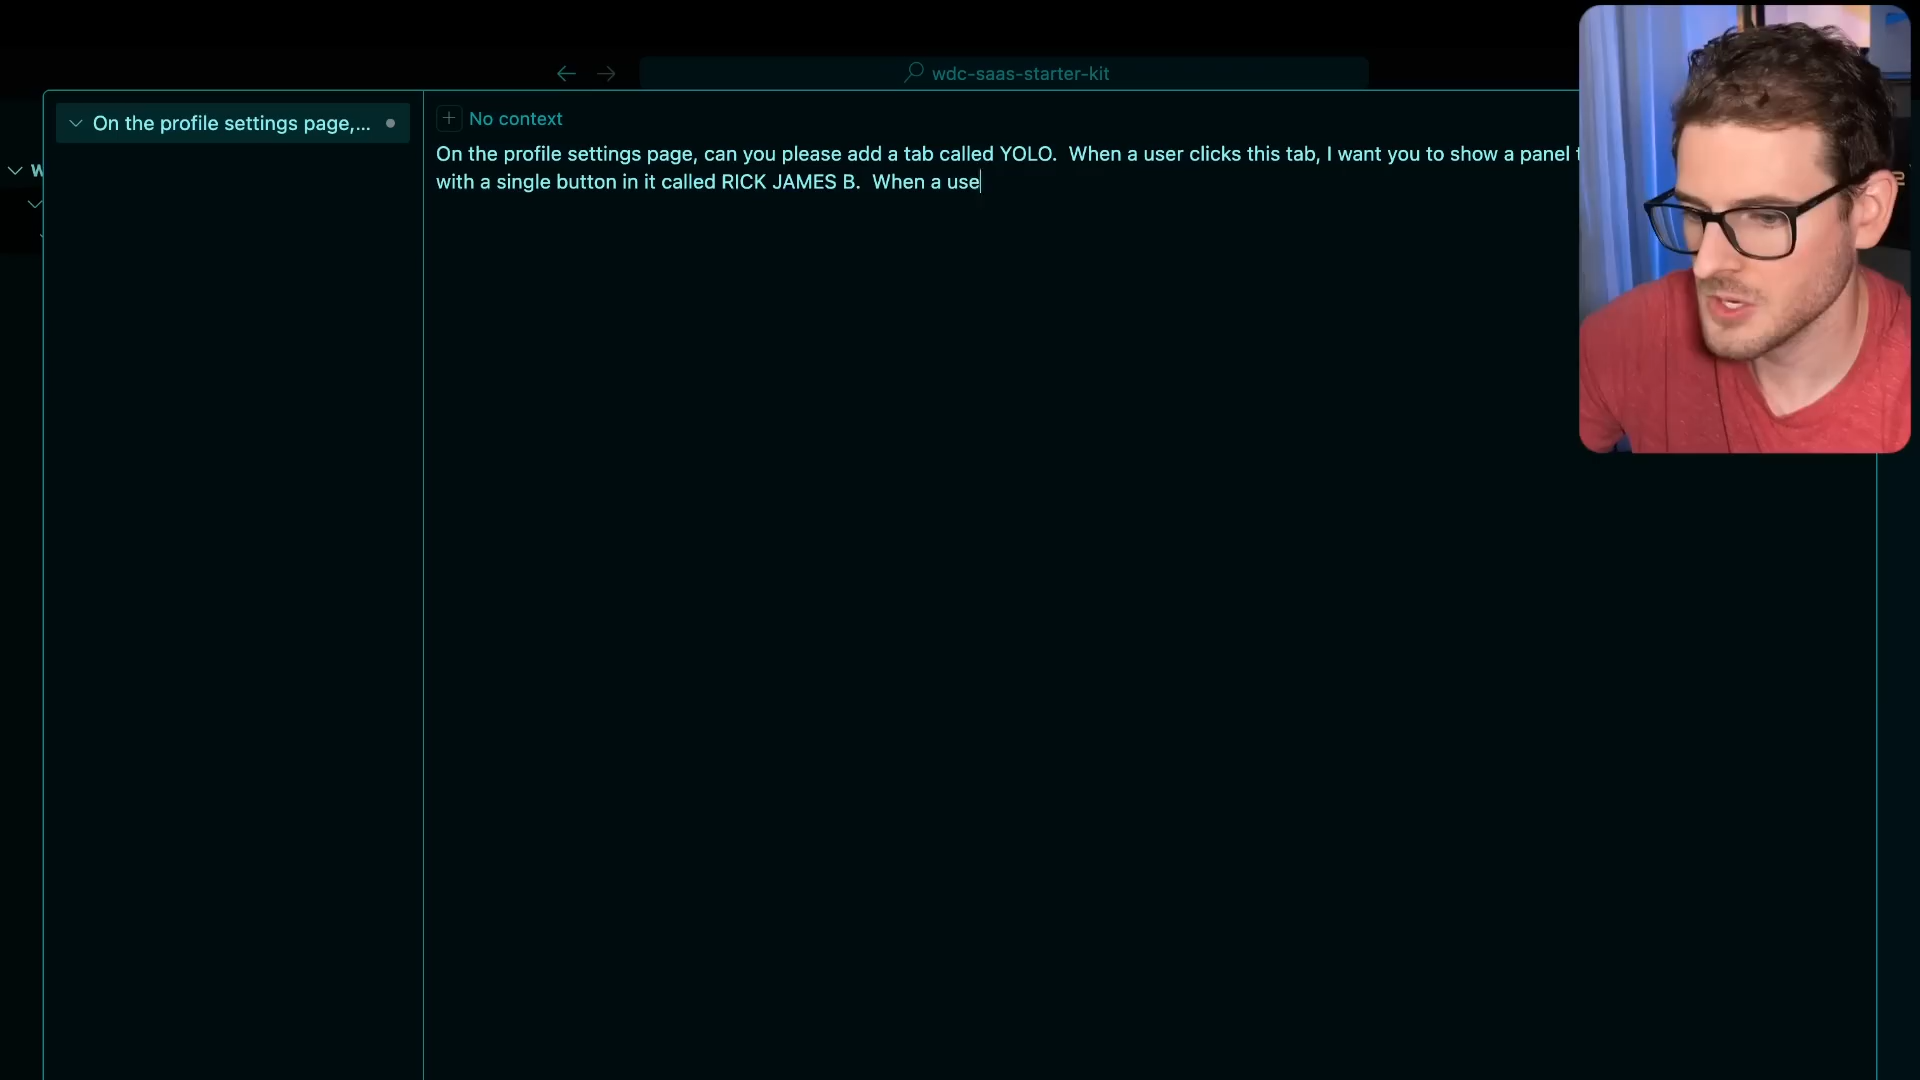 wdc-saas-starter-kit
On the profile settings page,...
No context
On the profile settings page, can you please add a tab called YOLO.  When a user clicks this tab, I want you to show a panel
with a single button in it called RICK JAMES B.  When a use